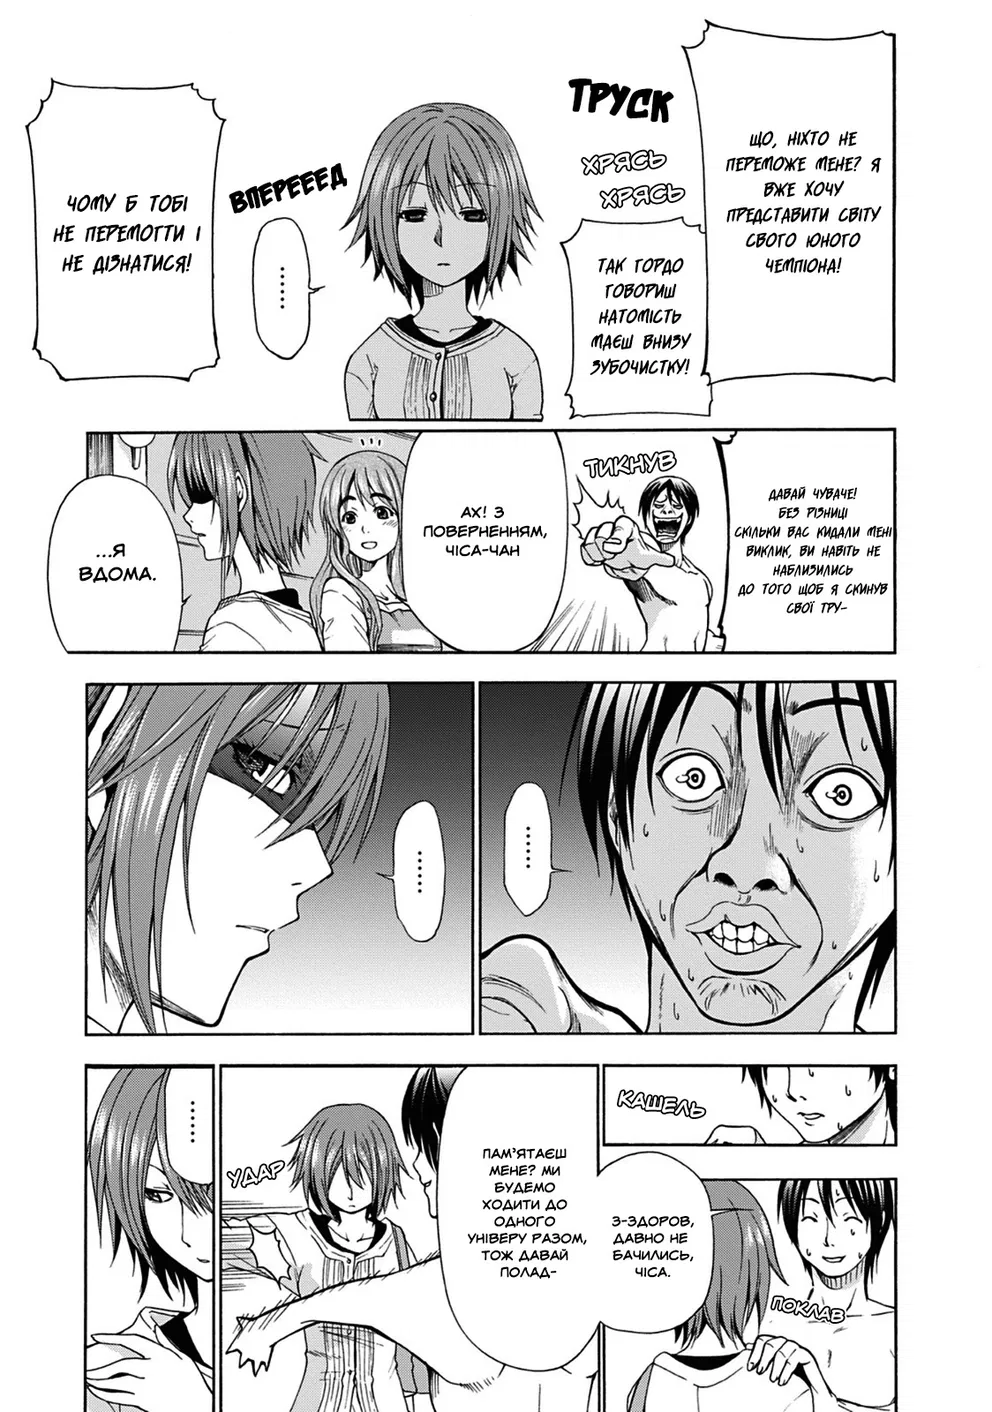 ЩО, НІХТО НЕ
ПЕРЕМОЖЕ МЕНЕ? Я
ВЖЕ ХОЧУ
ПРЕДСТАВИТИ СВІТУ
СВОГО ЮНОГО
ЧЕМПІОНА!
ТРУСК
ХРЯСЬ
ХРЯСЬ
ТАК ГОРДО
ГОВОРИШ
НАТОМІСТЬ
МАЄШ ВНИЗУ
ЗУБОЧИСТКУ!
ВПЕРЕЕЕД
......
ЧОМУ Б ТОБІ
НЕ ПЕРЕМОГТИ І
НЕ ДІЗНАТИСЯ!
ДАВАЙ ЧУВАЧЕ!
БЕЗ РІЗНИЦІ
СКІЛЬКИ ВАС КИДАЛИ МЕНІ
ВИКЛИК, ВИ НАВІТЬ НЕ
НАБЛИЗИЛИСЬ
ДО ТОГО ЩОБ Я СКИНУВ
СВОЇ ТРУ-
ТИКНУВ
АХ! З
ПОВЕРНЕННЯМ,
ЧІСА-ЧАН
...Я
ВДОМА.
......
......
КАШЕЛЬ
З-ЗДОРОВ,
ДАВНО НЕ
БАЧИЛИСЬ,
ЧІСА.
ПОКЛАВ
ПАМ'ЯТАЄШ
МЕНЕ? МИ
БУДЕМО
ХОДИТИ ДО
ОДНОГО
УНІВЕРУ РАЗОМ,
ТОЖ ДАВАЙ
ПОЛАД-
УДАР
......